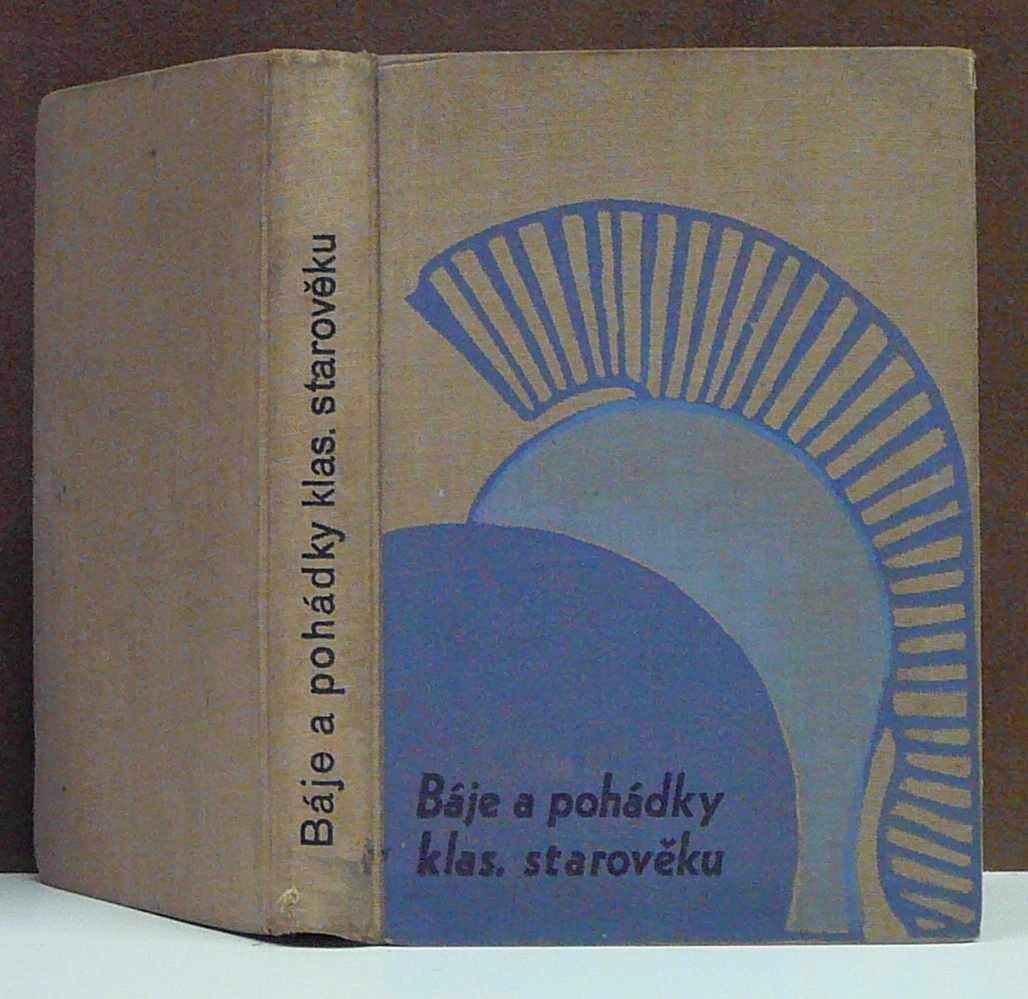 Báje a pohádky klas. starověku
Báje a pohádky
klas. starověku